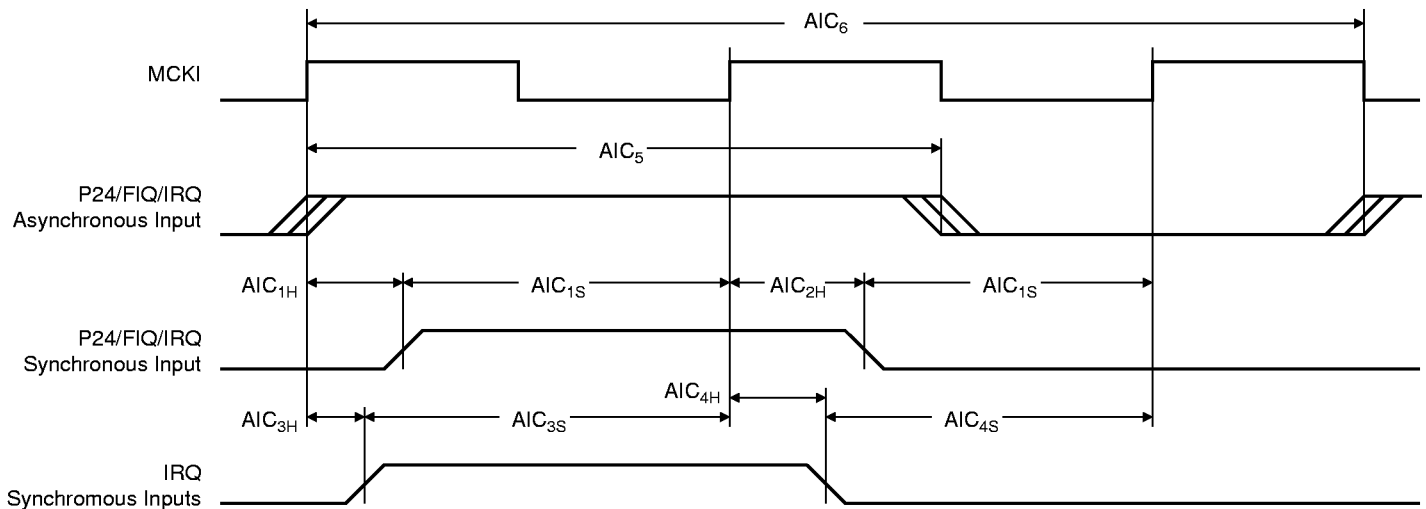 AIC6
MCKI
AIC5
P24/FIQ/IRQ
Asynchronous Input
AIC1H
AIC1S
AIC2H
AIC1S
P24/FIQ/IRQ
Synchronous Input
AIC4H
AIC3H
AIC3S
AIC4S
IRQ
Synchromous Inputs